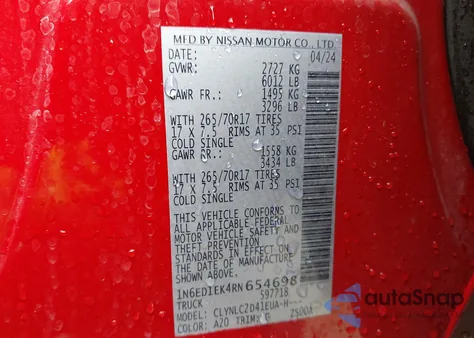 MFD BY NISSAN MOTOR CO., LTD.
DATE: 04/24
GVWR: 2727 KG
6012 LB
GAWR FR.: 1495 KG
3296 LB
WITH 265/70R17 TIRES
17 X 7.5 RIMS AT 35 PSI
COLD SINGLE
GAWR RR.: 1558 KG
3434 LB
WITH 265/70R17 TIRES
17 X 7.5 RIMS AT 35 PSI
COLD SINGLE
THIS VEHICLE CONFORMS TO
ALL APPLICABLE FEDERAL
MOTOR VEHICLE SAFETY AND
THEFT PREVENTION
STANDARDS IN EFFECT ON
THE DATE OF MANUFACTURE
SHOWN ABOVE.
1N6ED1EK4RN654698
TRUCK 597718
MODEL: CLYNLC2D41EUA-H
COLOR: A20 TRIM: G
autoSnap